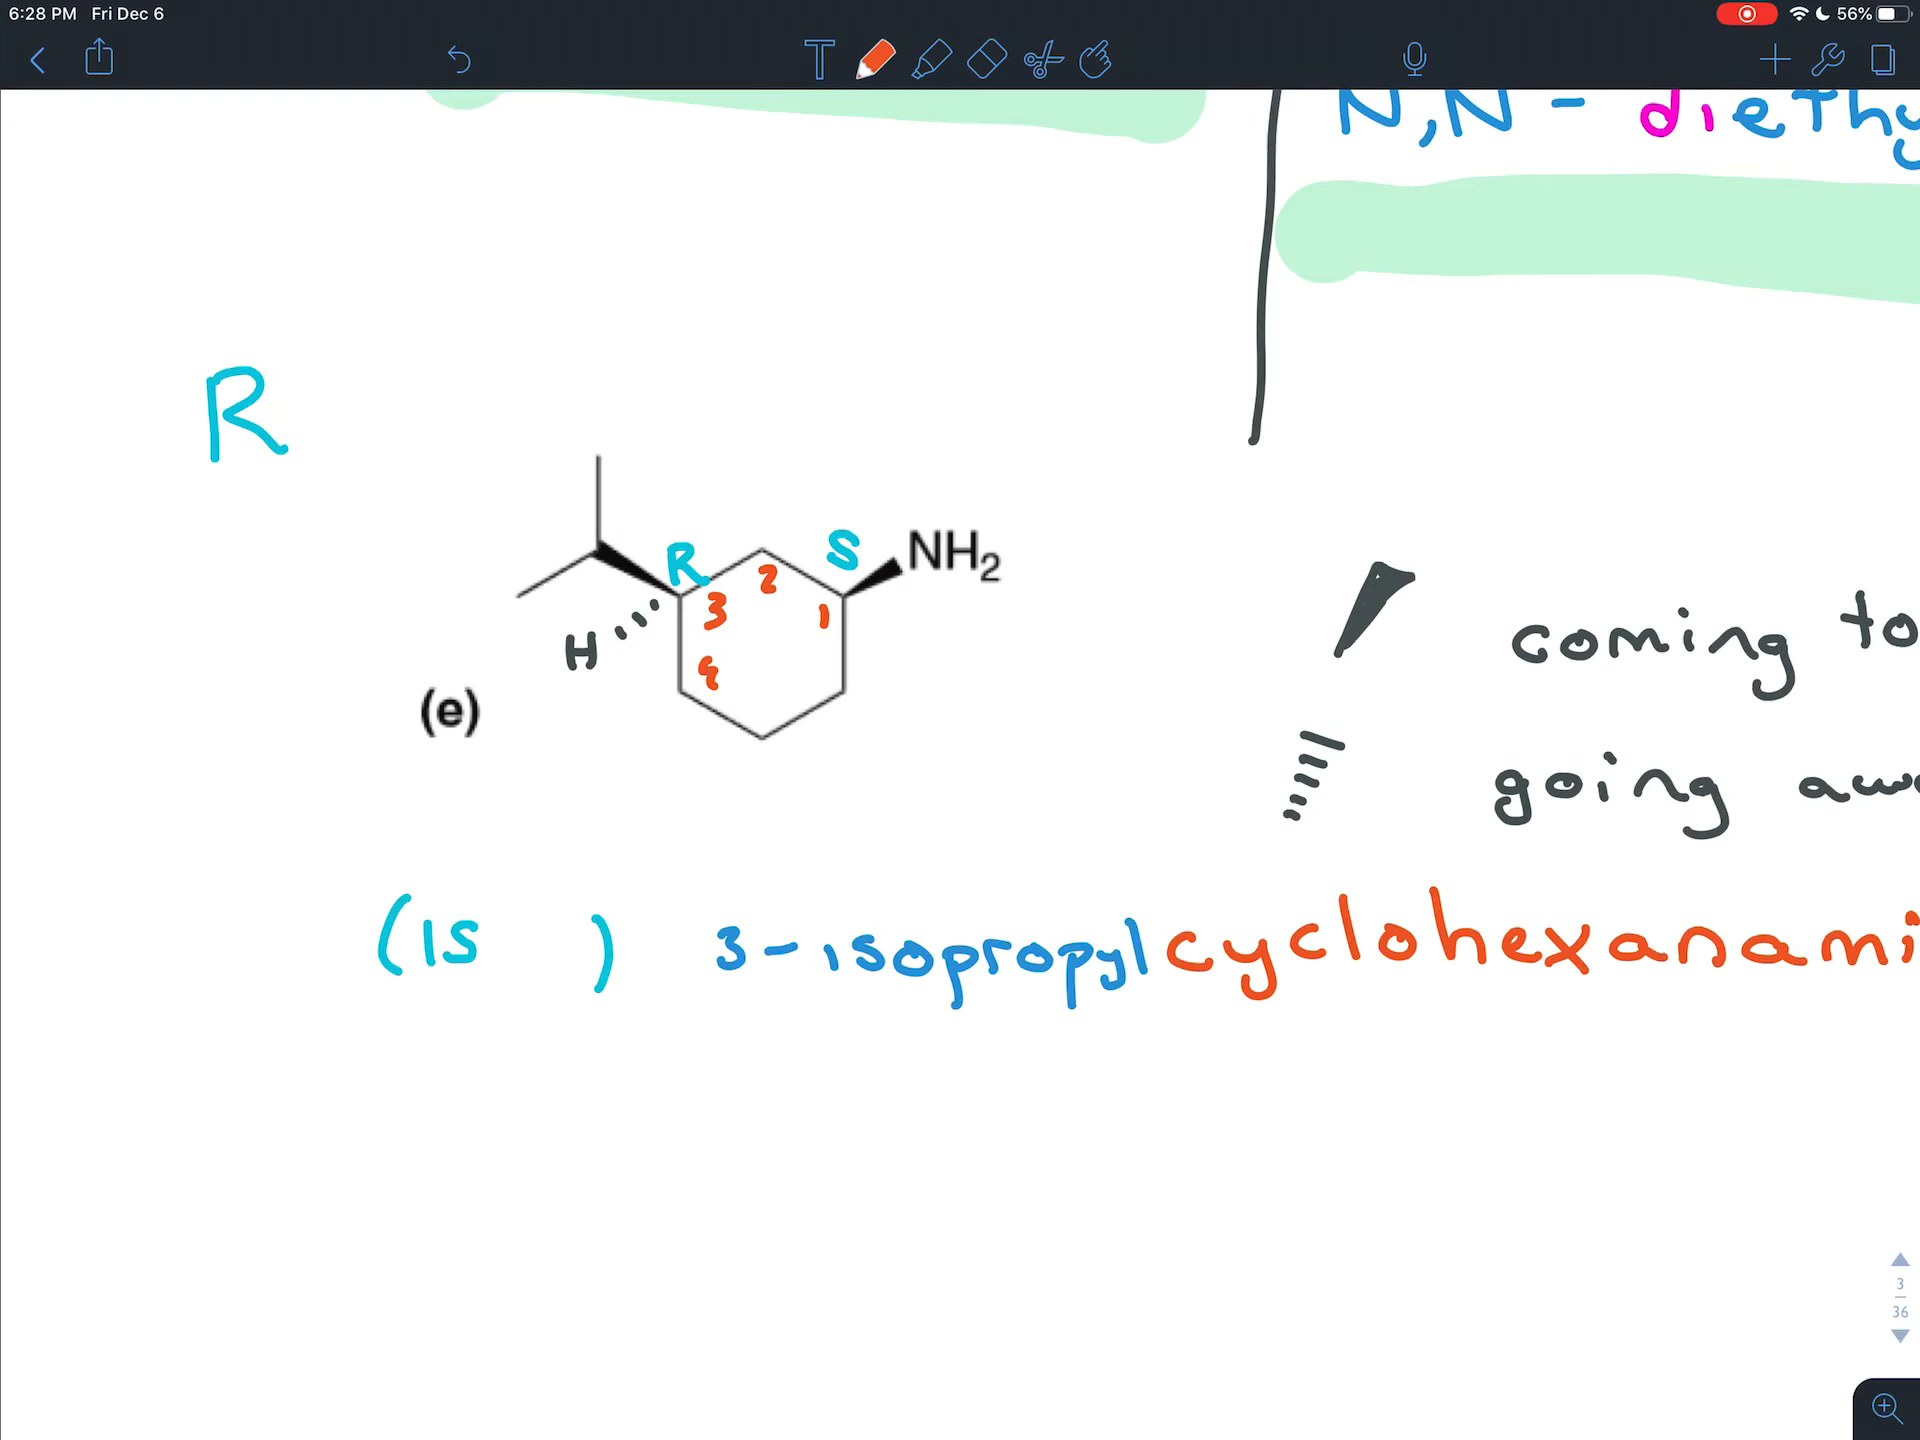 6:28 PM Fri Dec 6 56%
T
N,N - diethy
R
R S NH2
3 2 1
H
4
(e)
coming to
going awa
(1S ) 3-isopropylcyclohexanami
3
36